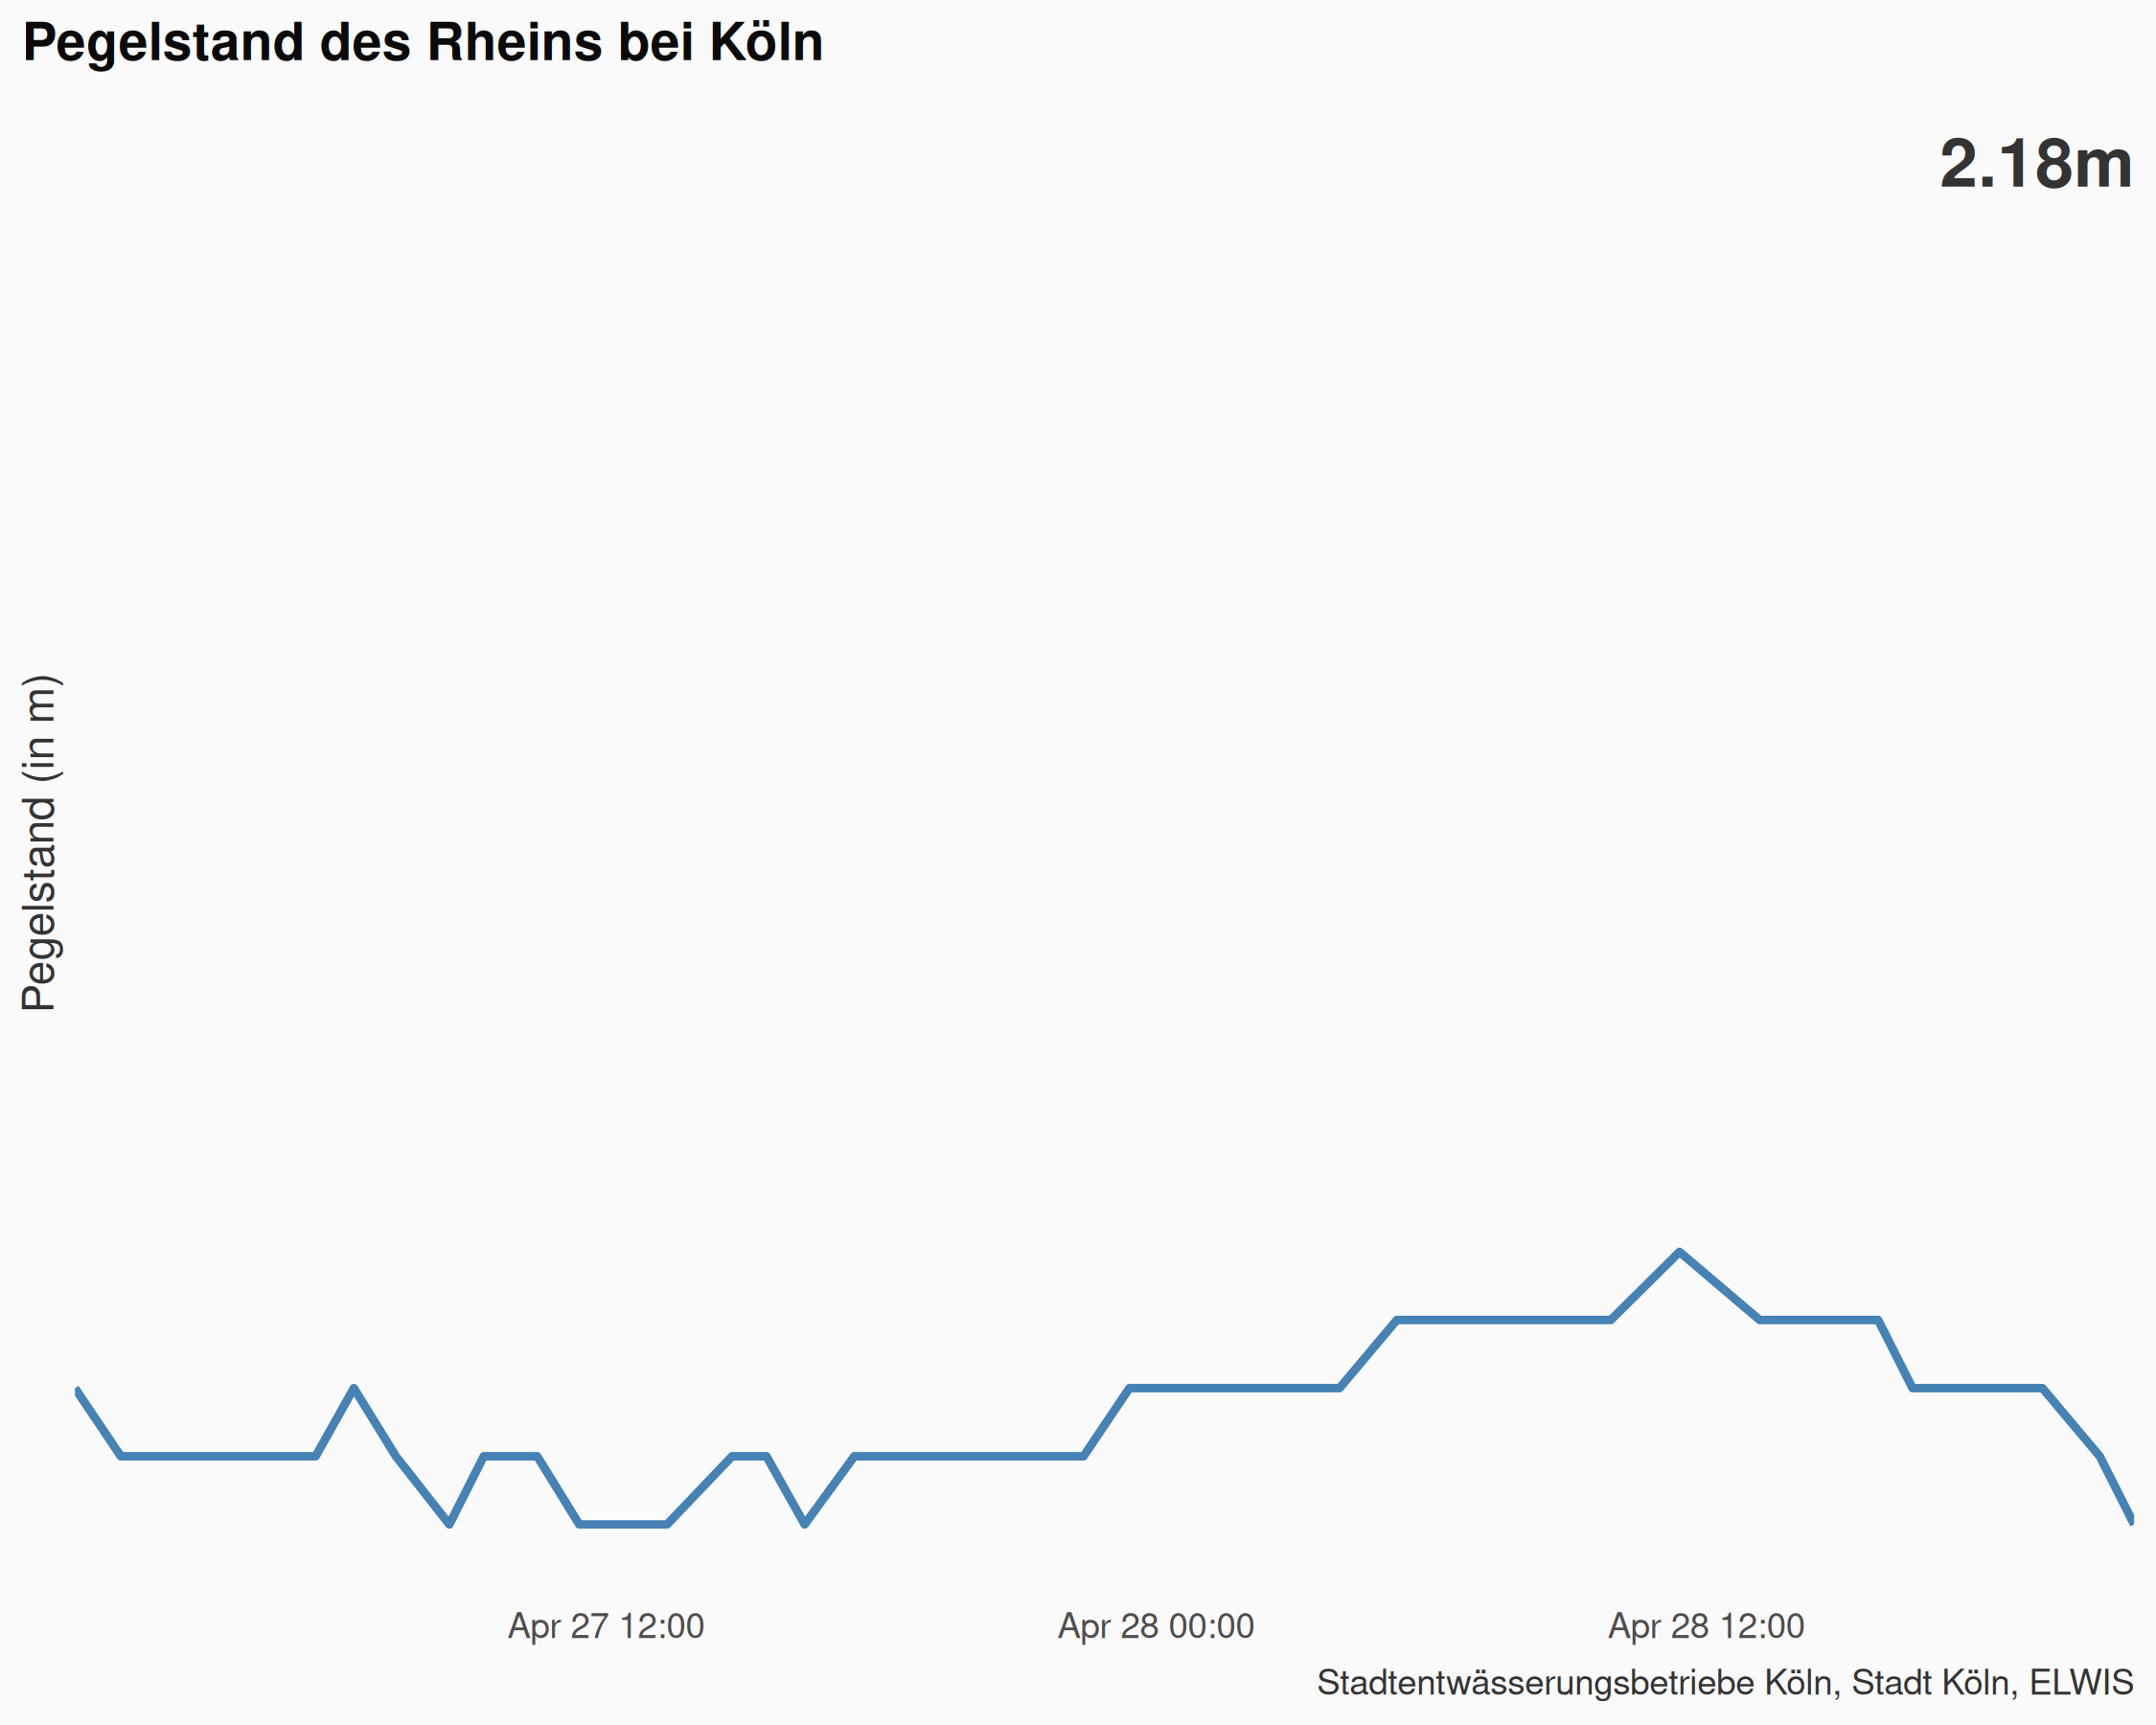 Pegelstand des Rheins bei Köln
2.18m
Pegelstand (in m)
Apr 27 12:00
Apr 28 00:00
Apr 28 12:00
Stadtentwässerungsbetriebe Köln, Stadt Köln, ELWIS